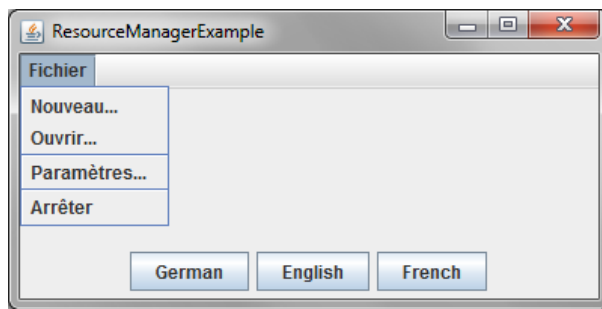 ResourceManagerExample
Fichier
Nouveau...
Ouvrir...
Paramètres...
Arrêter
German English French